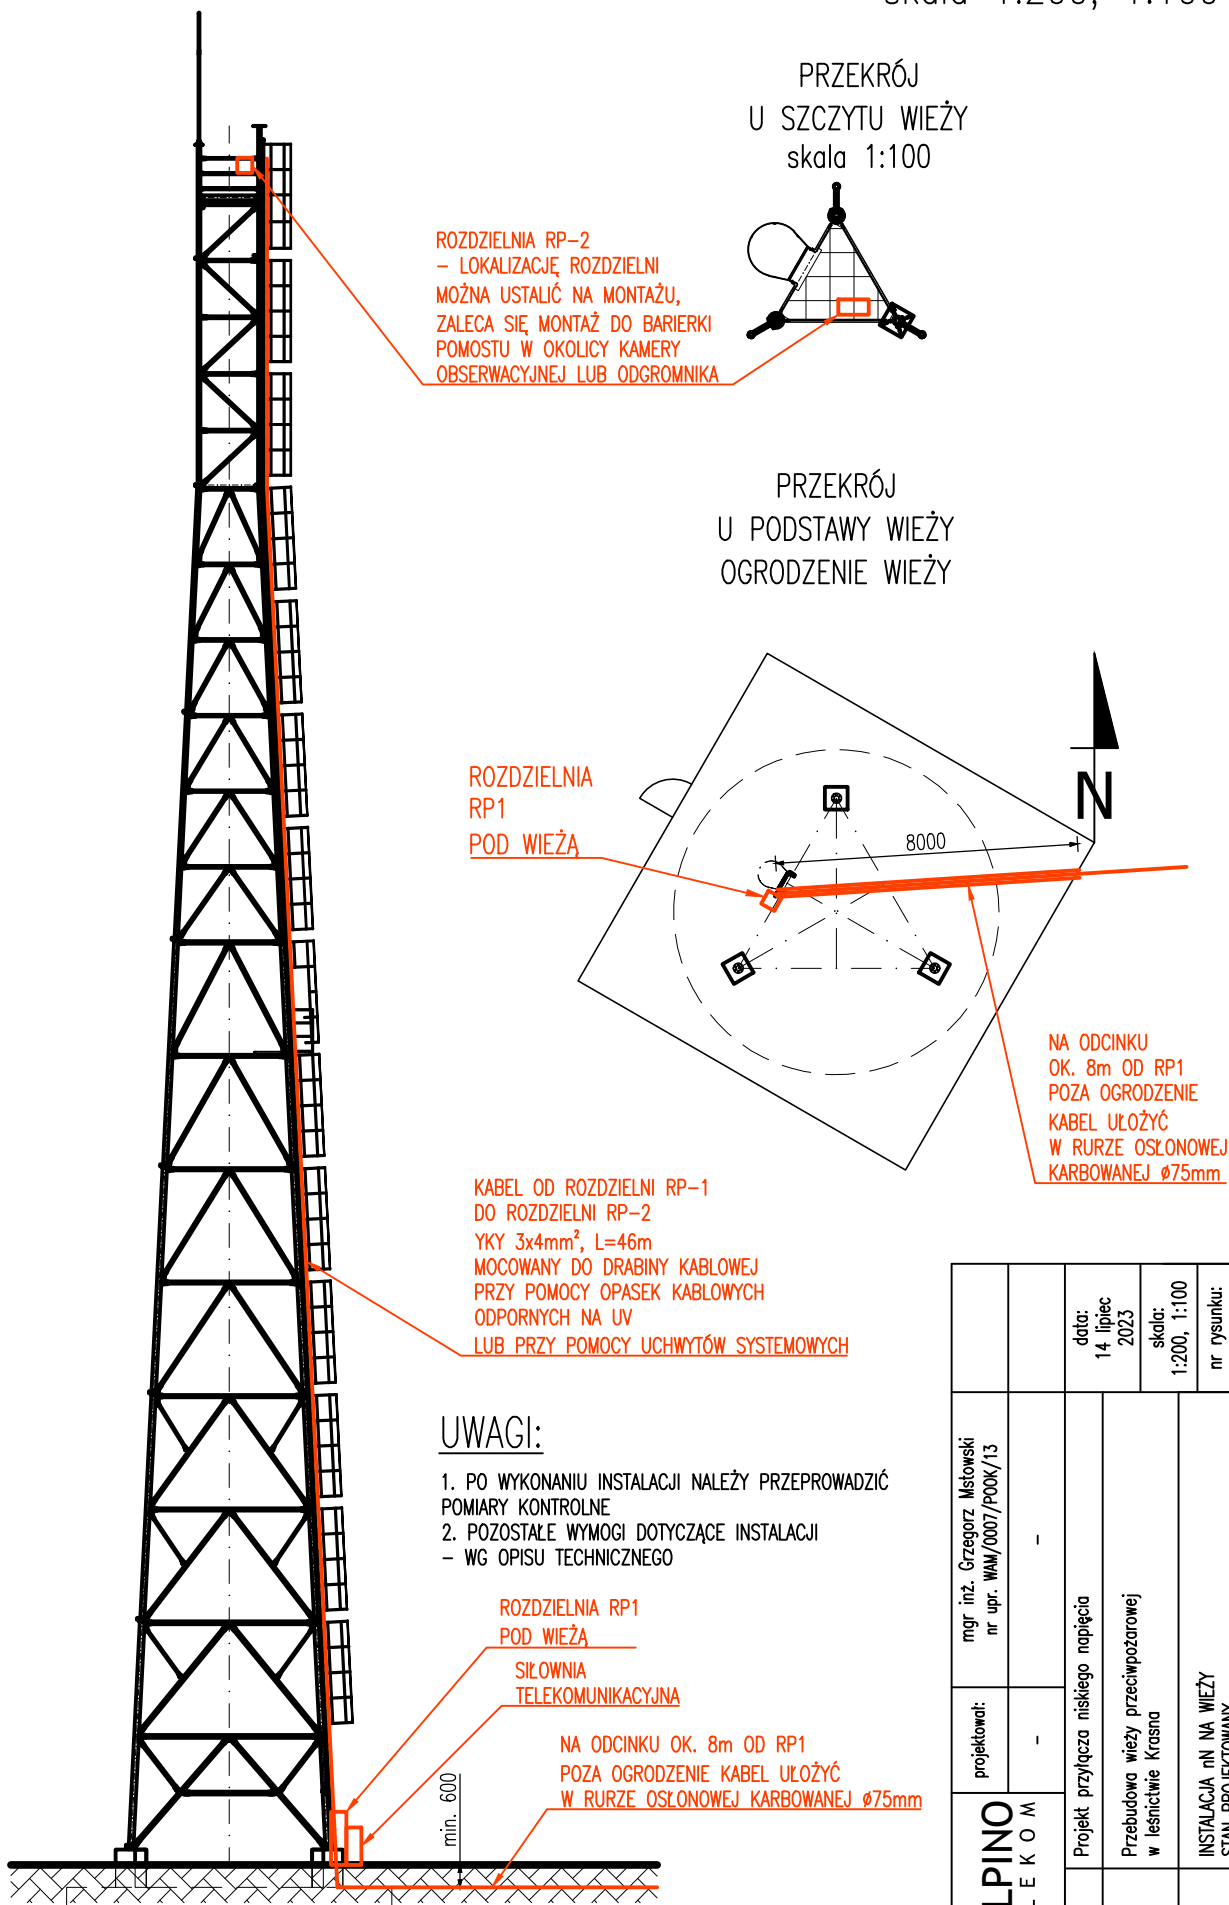 PRZEKRÓJ
U SZCZYTU WIEŻY
skala 1:100
ROZDZIELNIA RP-2
- LOKALIZACJĘ ROZDZIELNI
MOŻNA USTALIĆ NA MONTAŻU,
ZALECA SIĘ MONTAŻ DO BARIERKI
POMOSTU W OKOLICY KAMERY
OBSERWACYJNEJ LUB ODGROMNIKA
PRZEKRÓJ
U PODSTAWY WIEŻY
OGRODZENIE WIEŻY
N
ROZDZIELNIA
RP1
POD WIEŻĄ
8000
NA ODCINKU
OK. 8m OD RP1
POZA OGRODZENIE
KABEL UŁOŻYĆ
W RURZE OSŁONOWEJ
KARBOWANEJ ø75mm
KABEL OD ROZDZIELNI RP-1
DO ROZDZIELNI RP-2
YKY 3x4mm², L=46m
MOCOWANY DO DRABINY KABLOWEJ
PRZY POMOCY OPASEK KABLOWYCH
ODPORNYCH NA UV
LUB PRZY POMOCY UCHWYTÓW SYSTEMOWYCH
UWAGI:
1. PO WYKONANIU INSTALACJI NALEŻY PRZEPROWADZIĆ
POMIARY KONTROLNE
2. POZOSTAŁE WYMOGI DOTYCZĄCE INSTALACJI
- WG OPISU TECHNICZNEGO
ROZDZIELNIA RP1
POD WIEŻĄ
SIŁOWNIA
TELEKOMUNIKACYJNA
NA ODCINKU OK. 8m OD RP1
POZA OGRODZENIE KABEL UŁOŻYĆ
W RURZE OSŁONOWEJ KARBOWANEJ ø75mm
min. 600
LPINO
EKOM
projektował:
mgr inż. Grzegorz Mstowski
nr upr. WAM/0007/POOK/13
-
-
Projekt przyłącza niskiego napięcia
data:
14 lipiec
2023
Przebudowa wieży przeciwpożarowej
w leśnictwie Krasna
skala:
1:200, 1:100
INSTALACJA nN NA WIEŻY
STAN PROJEKTOWANY
nr rysunku: